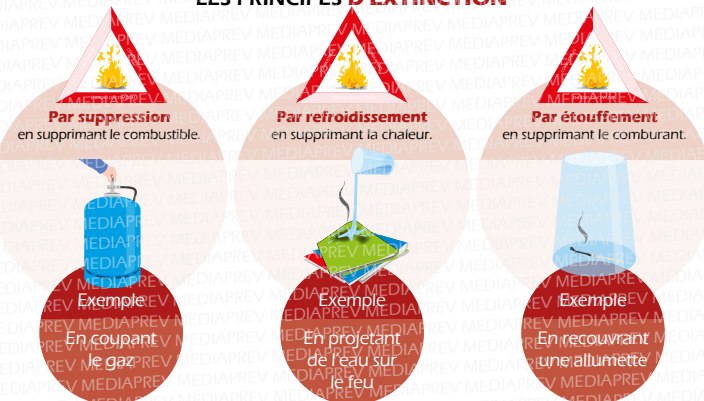 LES PRINCIPES D'EXTINCTION
Par suppression
en supprimant le combustible.
Par refroidissement
en supprimant la chaleur.
Par étouffement
en supprimant le comburant.
Exemple
En coupant
le gaz
Exemple
En projetant
de l'eau sur
le feu
Exemple
En recouvrant
une allumette
MEDIAPREV